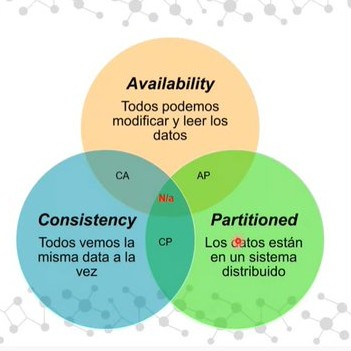 Availability
Todos podemos
modificar y leer los
datos
CA
AP
N/a
Consistency
Todos vemos la
misma data a la
vez
CP
Partitioned
Los datos están
en un sistema
distribuido